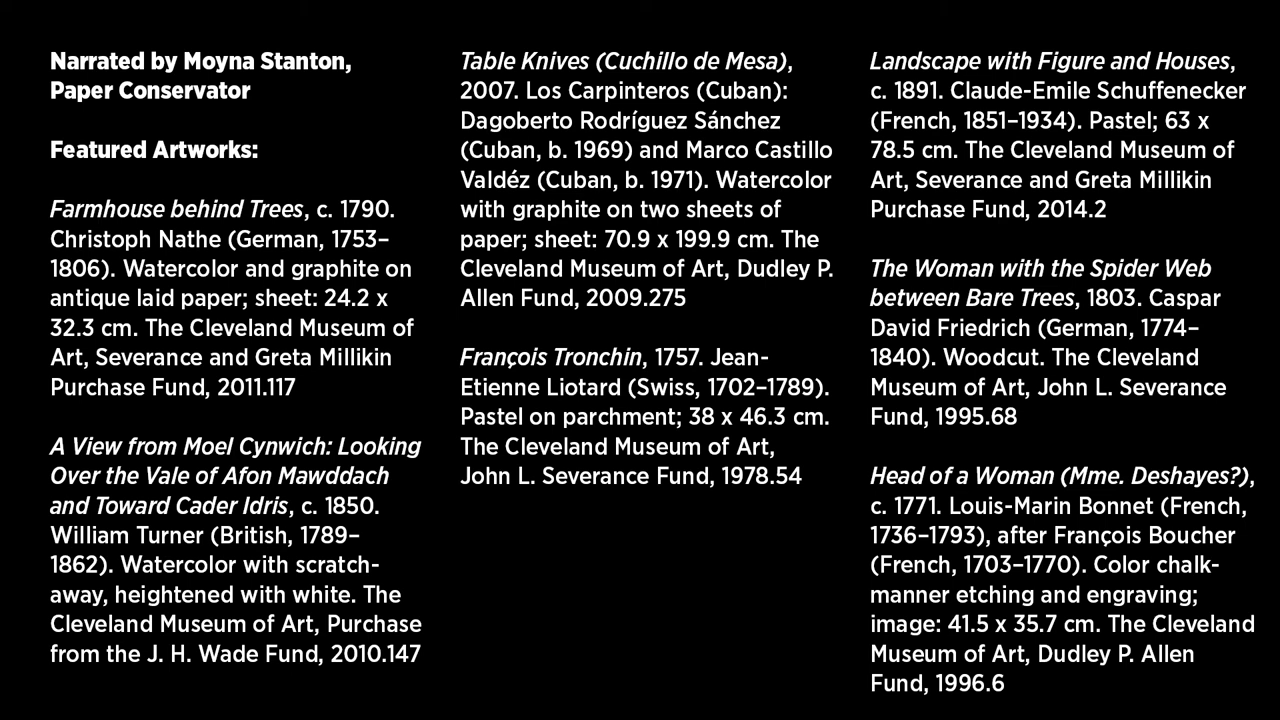 Narrated by Moyna Stanton,
Paper Conservator
Featured Artworks:
Farmhouse behind Trees, c. 1790.
Christoph Nathe (German, 1753–
1806). Watercolor and graphite on
antique laid paper; sheet: 24.2 x
32.3 cm. The Cleveland Museum of
Art, Severance and Greta Millikin
Purchase Fund, 2011.117
A View from Moel Cynwich: Looking
Over the Vale of Afon Mawddach
and Toward Cader Idris, c. 1850.
William Turner (British, 1789–
1862). Watercolor with scratch-
away, heightened with white. The
Cleveland Museum of Art, Purchase
from the J. H. Wade Fund, 2010.147
Table Knives (Cuchillo de Mesa),
2007. Los Carpinteros (Cuban):
Dagoberto Rodríguez Sánchez
(Cuban, b. 1969) and Marco Castillo
Valdéz (Cuban, b. 1971). Watercolor
with graphite on two sheets of
paper; sheet: 70.9 x 199.9 cm. The
Cleveland Museum of Art, Dudley P.
Allen Fund, 2009.275
François Tronchin, 1757. Jean-
Etienne Liotard (Swiss, 1702–1789).
Pastel on parchment; 38 x 46.3 cm.
The Cleveland Museum of Art,
John L. Severance Fund, 1978.54
Landscape with Figure and Houses,
c. 1891. Claude-Emile Schuffenecker
(French, 1851–1934). Pastel; 63 x
78.5 cm. The Cleveland Museum of
Art, Severance and Greta Millikin
Purchase Fund, 2014.2
The Woman with the Spider Web
between Bare Trees, 1803. Caspar
David Friedrich (German, 1774–
1840). Woodcut. The Cleveland
Museum of Art, John L. Severance
Fund, 1995.68
Head of a Woman (Mme. Deshayes?),
c. 1771. Louis-Marin Bonnet (French,
1736–1793), after François Boucher
(French, 1703–1770). Color chalk-
manner etching and engraving;
image: 41.5 x 35.7 cm. The Cleveland
Museum of Art, Dudley P. Allen
Fund, 1996.6